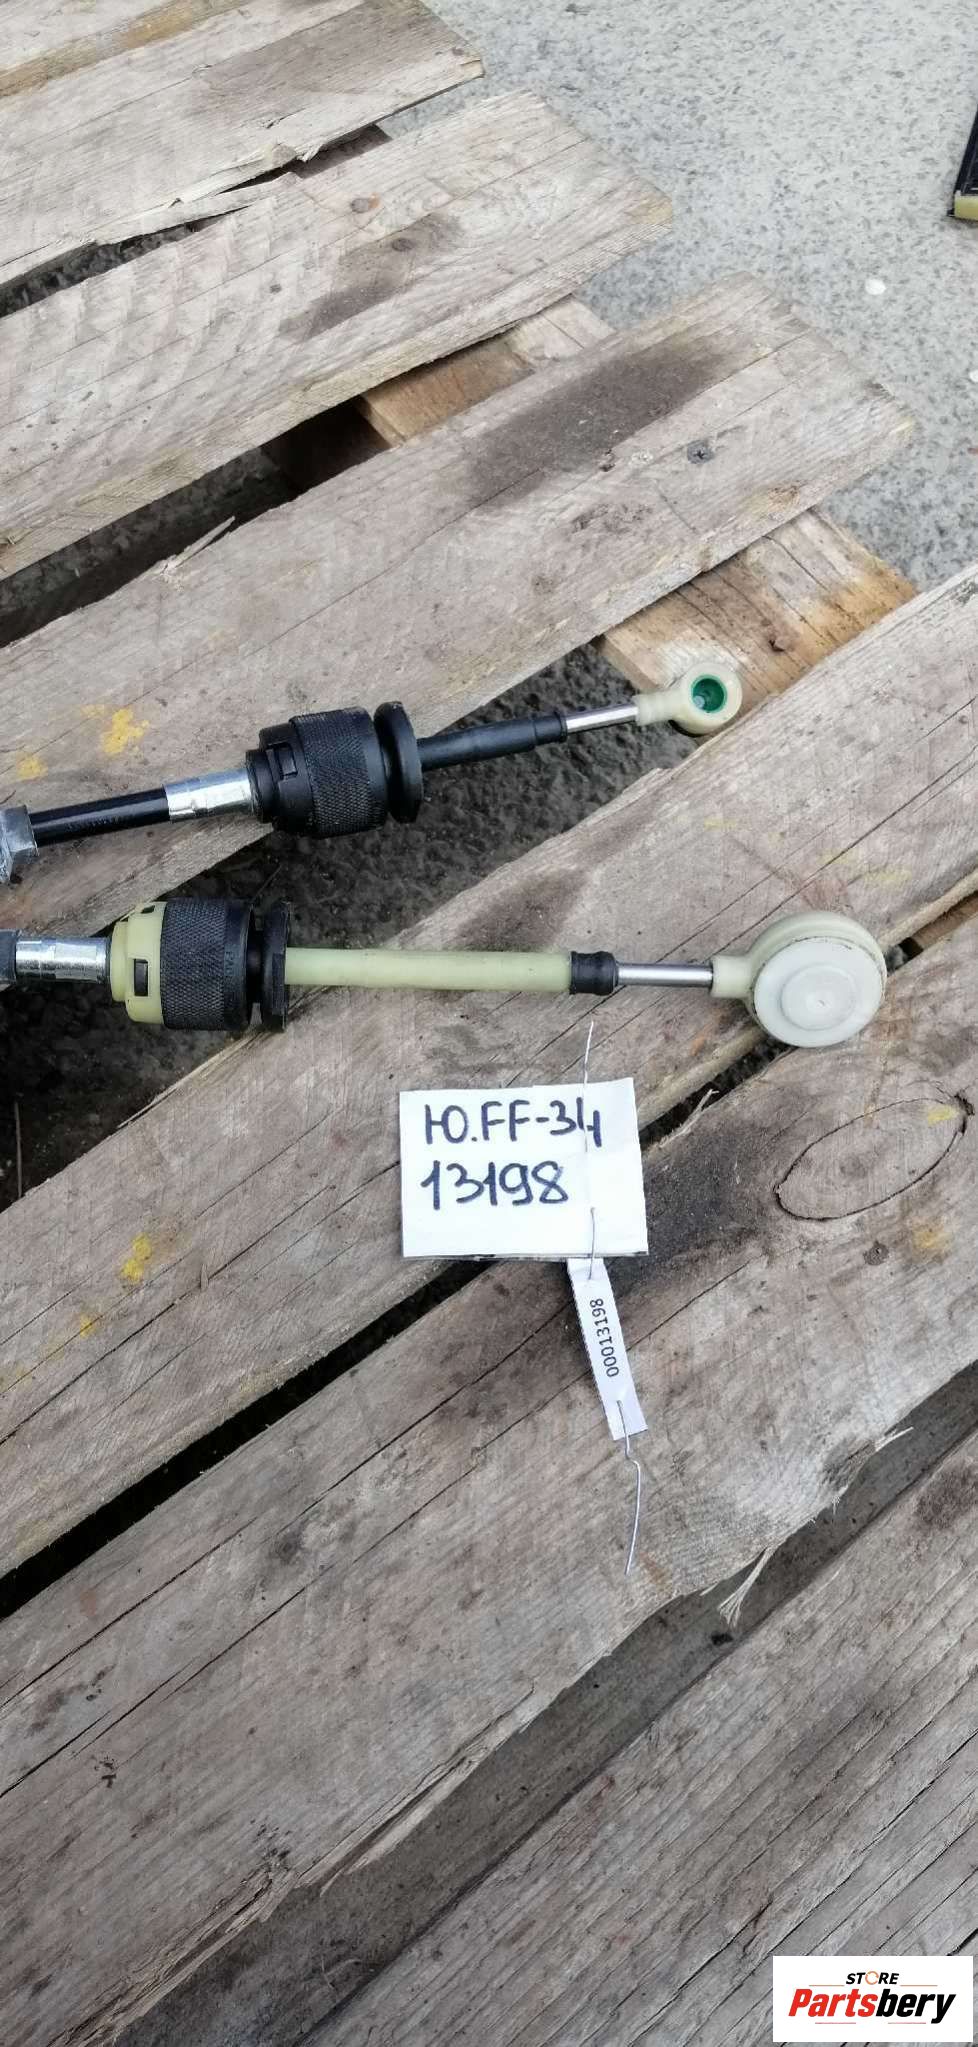 Ю.FF-34
13198
00013198
STORE
Partsbery